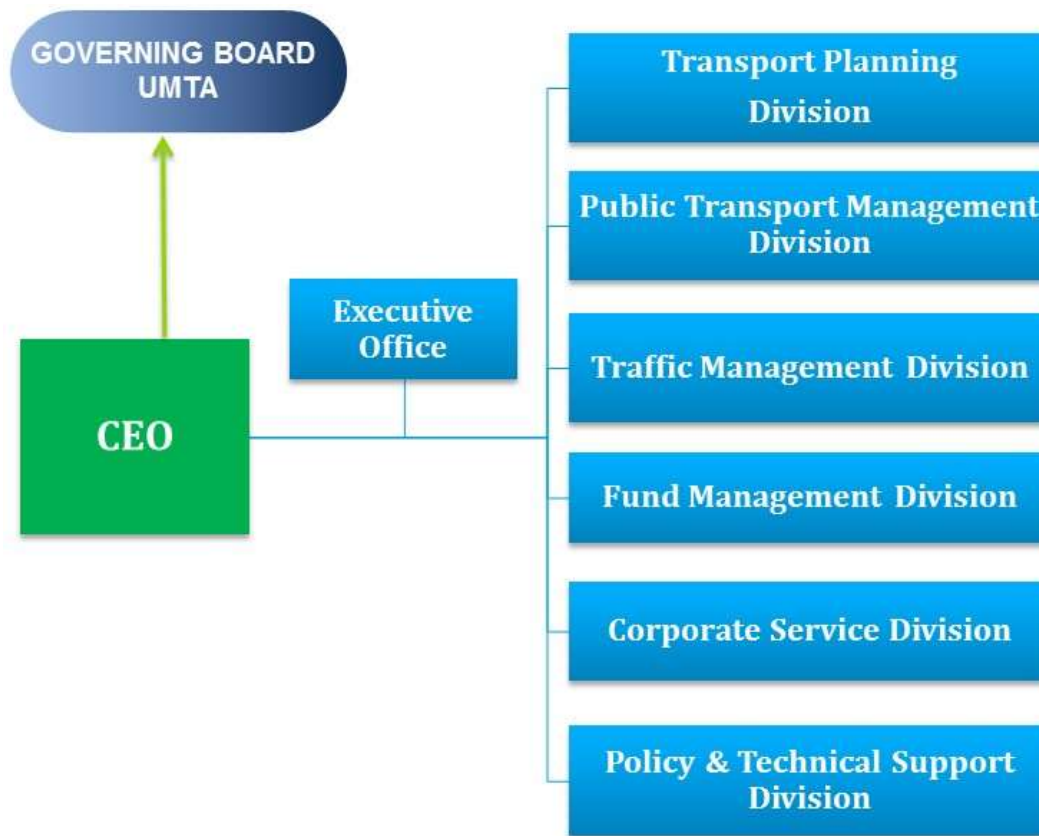 GOVERNING BOARD
UMTA
CEO
Executive
Office
Transport Planning
Division
Public Transport Management
Division
Traffic Management Division
Fund Management Division
Corporate Service Division
Policy & Technical Support
Division